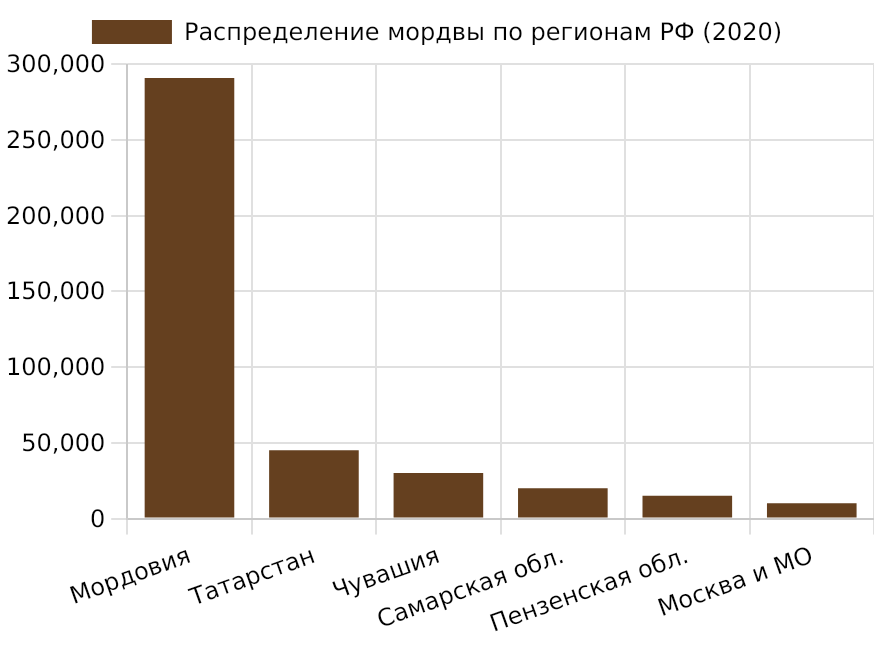 Распределение мордвы по регионам РФ (2020)
300,000
250,000
200,000
150,000
100,000
50,000
0
Мордовия
Татарстан
Чувашия
Самарская обл.
Пензенская обл.
Москва и МО